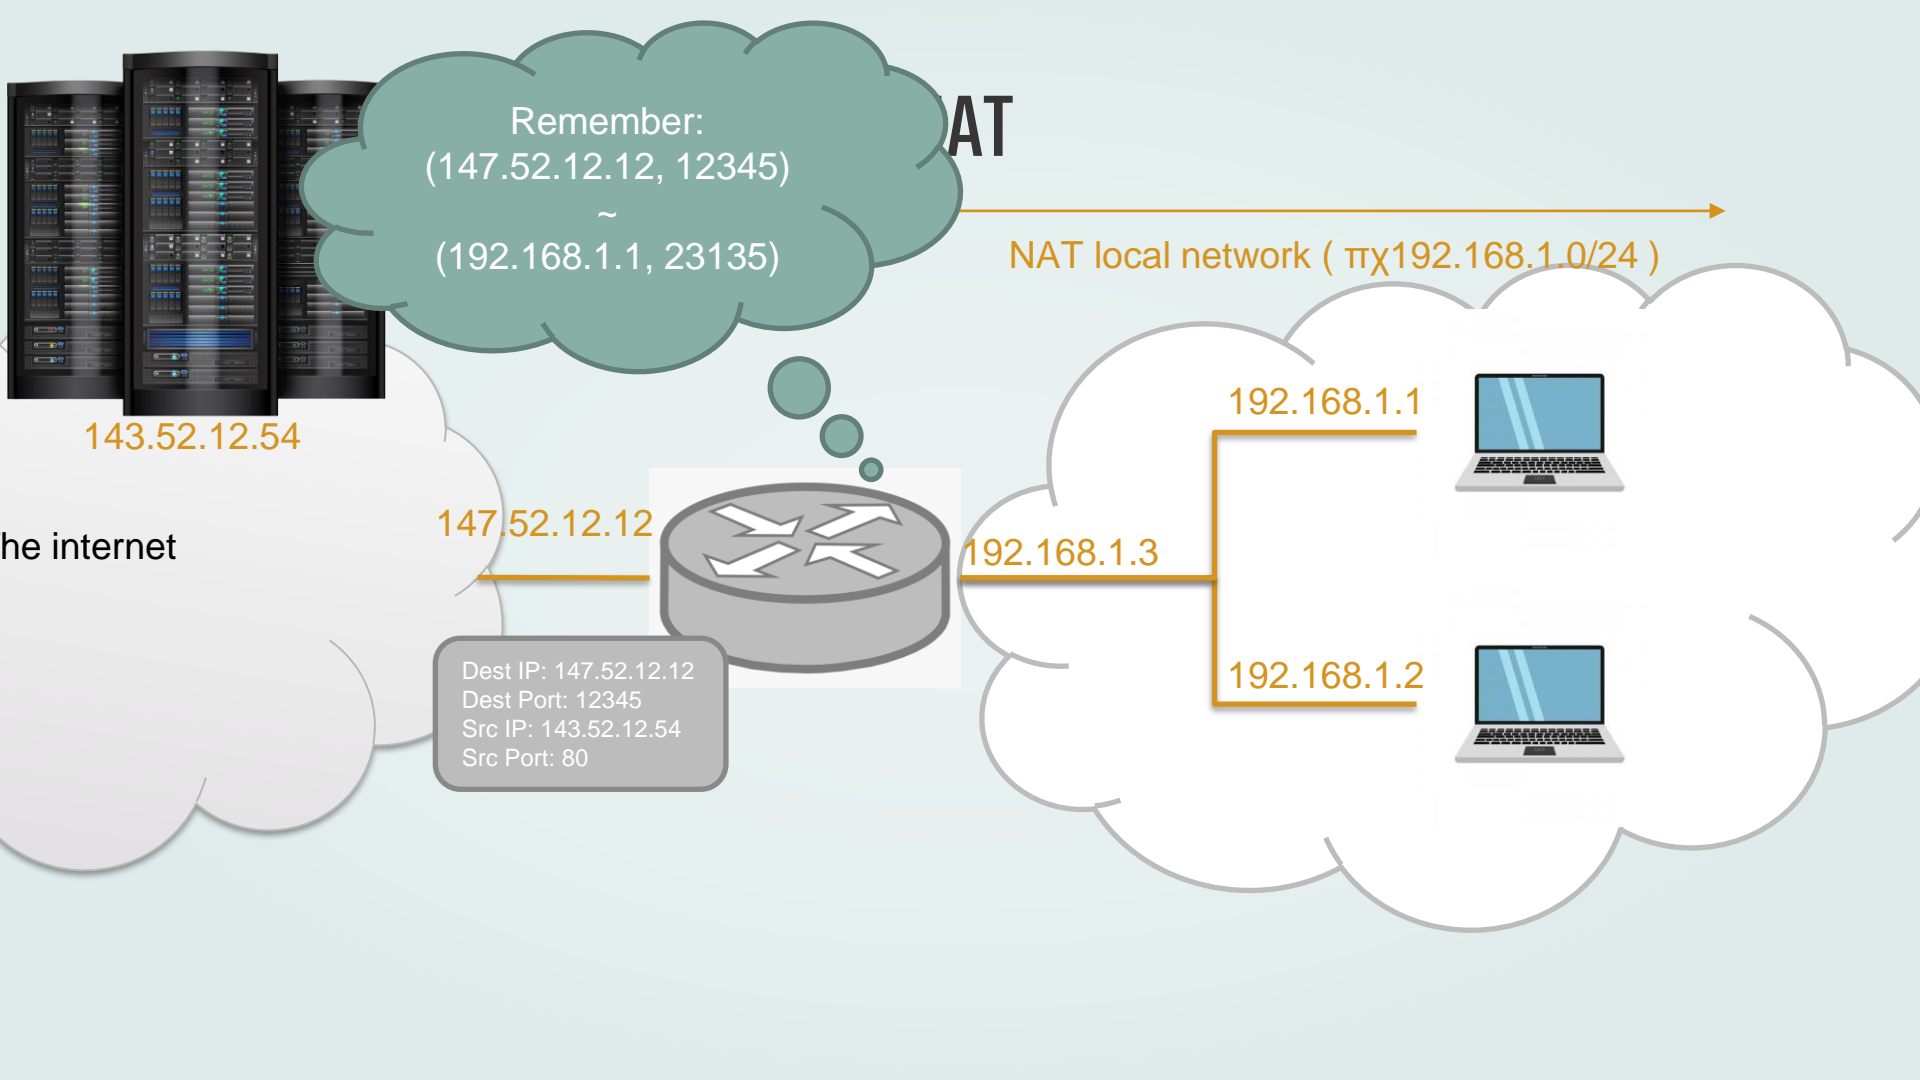 Remember:
(147.52.12.12, 12345)
~
(192.168.1.1, 23135)
AT
NAT local network ( πχ192.168.1.0/24 )
192.168.1.1
143.52.12.54
147.52.12.12
he internet
192.168.1.3
192.168.1.2
Dest IP: 147.52.12.12
Dest Port: 12345
Src IP: 143.52.12.54
Src Port: 80